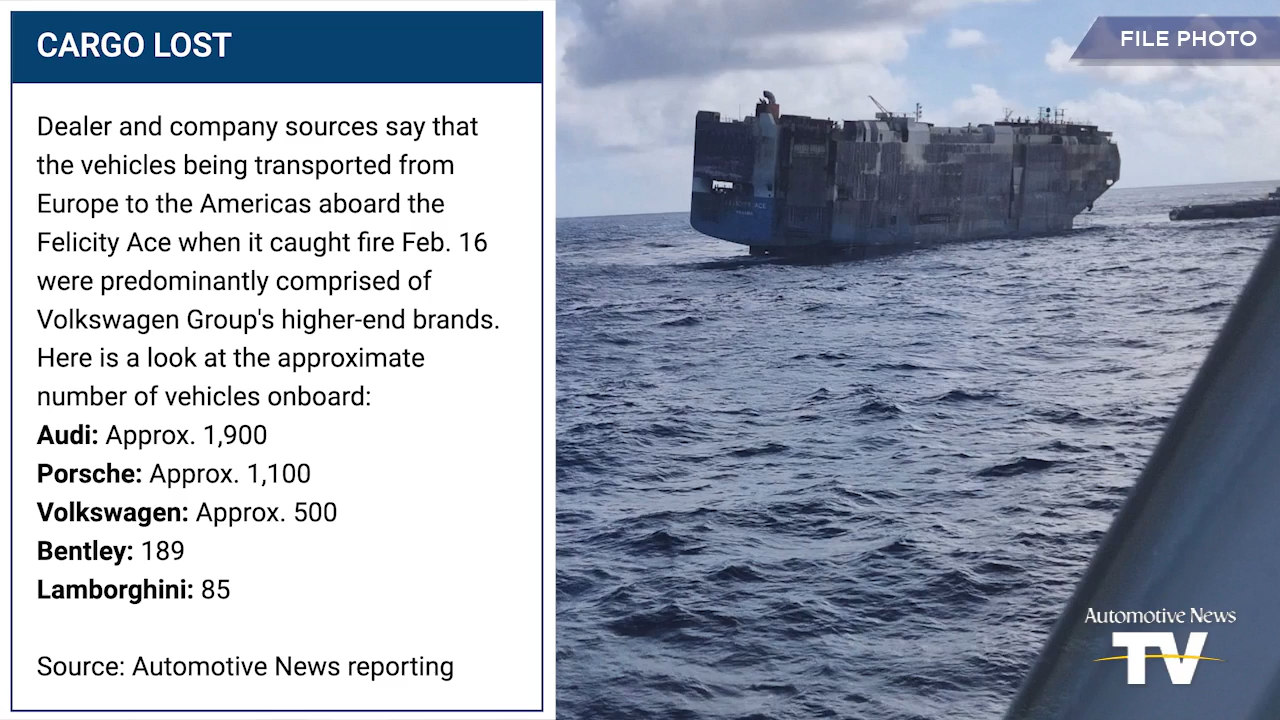 CARGO LOST
Dealer and company sources say that
the vehicles being transported from
Europe to the Americas aboard the
Felicity Ace when it caught fire Feb. 16
were predominantly comprised of
Volkswagen Group's higher-end brands.
Here is a look at the approximate
number of vehicles onboard:
Audi: Approx. 1,900
Porsche: Approx. 1,100
Volkswagen: Approx. 500
Bentley: 189
Lamborghini: 85
Source: Automotive News reporting
FILE PHOTO
Automotive News
TV